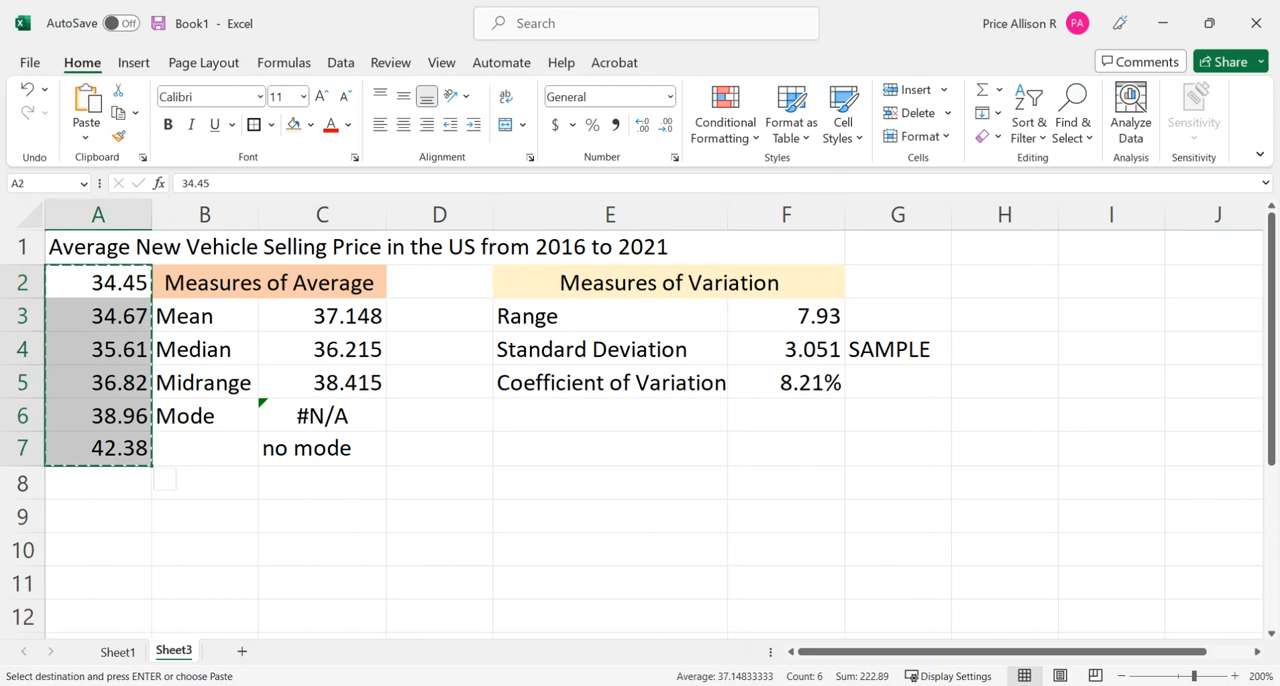 AutoSave Off Book1 - Excel Search Price Allison R PA
File Home Insert Page Layout Formulas Data Review View Automate Help Acrobat Comments Share
Paste Calibri 11 General Conditional Formatting Format as Table Cell Styles Insert Delete Format Sort & Filter Find & Select Analyze Data Sensitivity
B I U A $ % 9
Undo Clipboard Font Alignment Number Styles Cells Editing Analysis Sensitivity
A2 fx 34.45
A B C D E F G H I J
1 Average New Vehicle Selling Price in the US from 2016 to 2021
2 34.45 Measures of Average Measures of Variation
3 34.67 Mean 37.148 Range 7.93
4 35.61 Median 36.215 Standard Deviation 3.051 SAMPLE
5 36.82 Midrange 38.415 Coefficient of Variation 8.21%
6 38.96 Mode #N/A
7 42.38 no mode
8
9
10
11
12
Sheet1 Sheet3
Select destination and press ENTER or choose Paste Average: 37.14833333 Count: 6 Sum: 222.89 Display Settings 200%